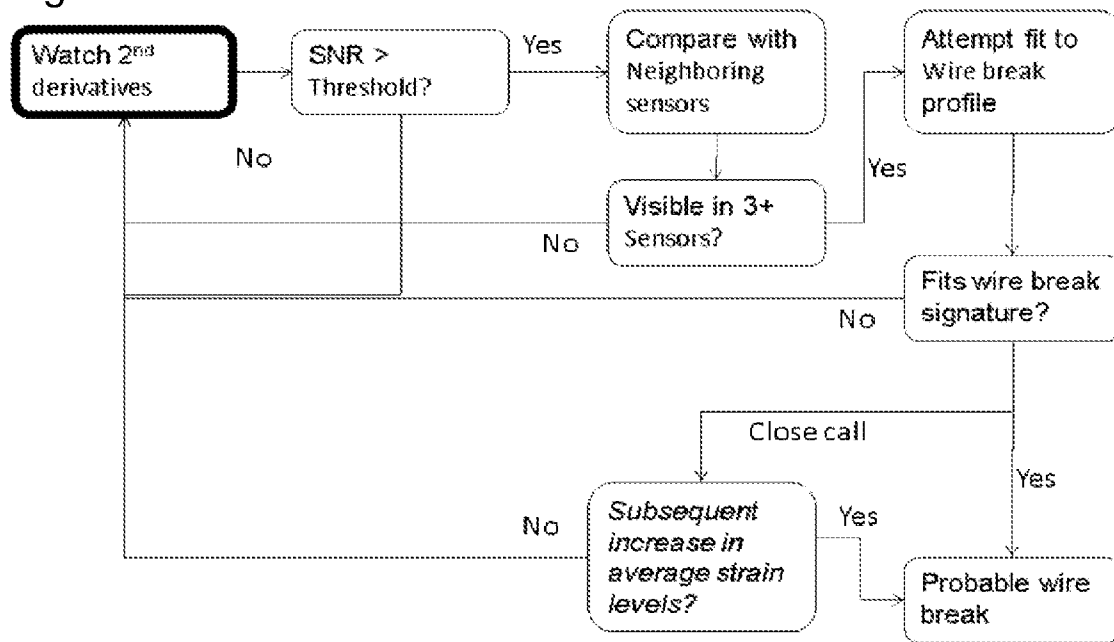 Watch 2nd
derivatives
SNR >
Threshold?
Yes
Compare with
Neighboring
sensors
Attempt fit to
Wire break
profile
No
Visible in 3+
Sensors?
Yes
No
Fits wire break
signature?
No
Close call
Yes
Subsequent
increase in
average strain
levels?
No
Yes
Probable wire
break